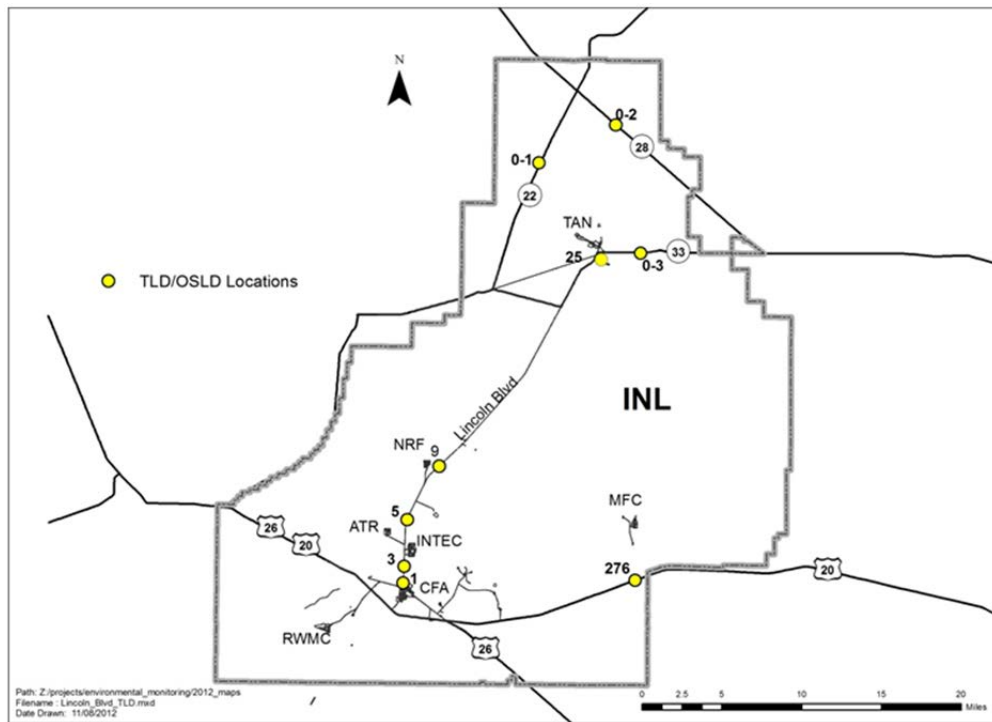 N
0-2
28
0-1
22
TAN
25
33
0-3
TLD/OSLD Locations
INL
Lincoln Blvd
NRF
9
MFC
5
ATR
26
20
INTEC
3
276
20
1
CFA
RWMC
26
Path: Z:/projects/environmental_monitoring/2012_maps
Filename : Lincoln_Blvd_TLD.mxd
Date Drawn: 11/08/2012
0 2.5 5 10 15 20
Miles